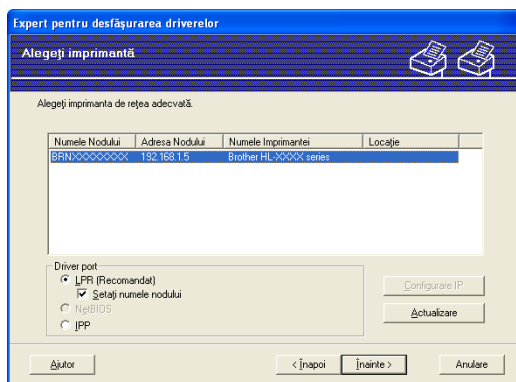 Expert pentru desfăşurarea driverelor
Alegeţi imprimantă
Alegeţi imprimanta de reţea adecvată.
Numele Nodului Adresa Nodului Numele Imprimantei Locaţie
BRNXXXXXXXX 192.168.1.5 Brother HL-XXXX series
Driver port
LPR (Recomandat)
Setaţi numele nodului
NetBIOS
IPP
Configurare IP
Actualizare
Ajutor < Înapoi Înainte > Anulare